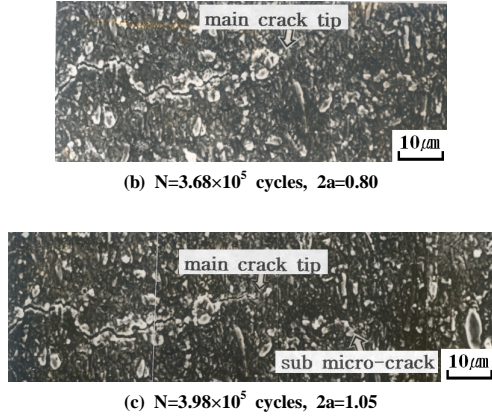 main crack tip
10㎛
(b) N=3.68×10⁵ cycles, 2a=0.80
main crack tip
sub micro-crack
10㎛
(c) N=3.98×10⁵ cycles, 2a=1.05